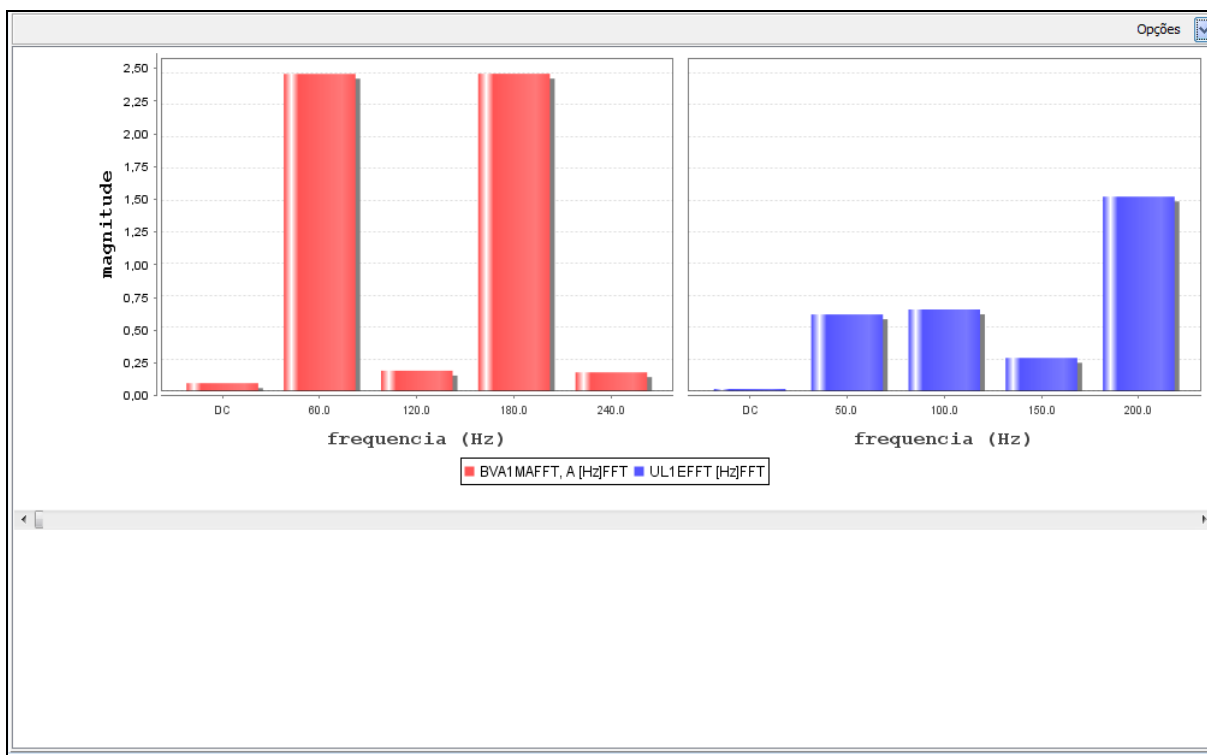 Opções
2,50
2,25
2,00
1,75
1,50
1,25
1,00
0,75
0,50
0,25
0,00
magnitude
DC 60.0 120.0 180.0 240.0
frequencia (Hz)
DC 50.0 100.0 150.0 200.0
frequencia (Hz)
BVA1MAFFT, A [Hz]FFT UL1EFFT [Hz]FFT